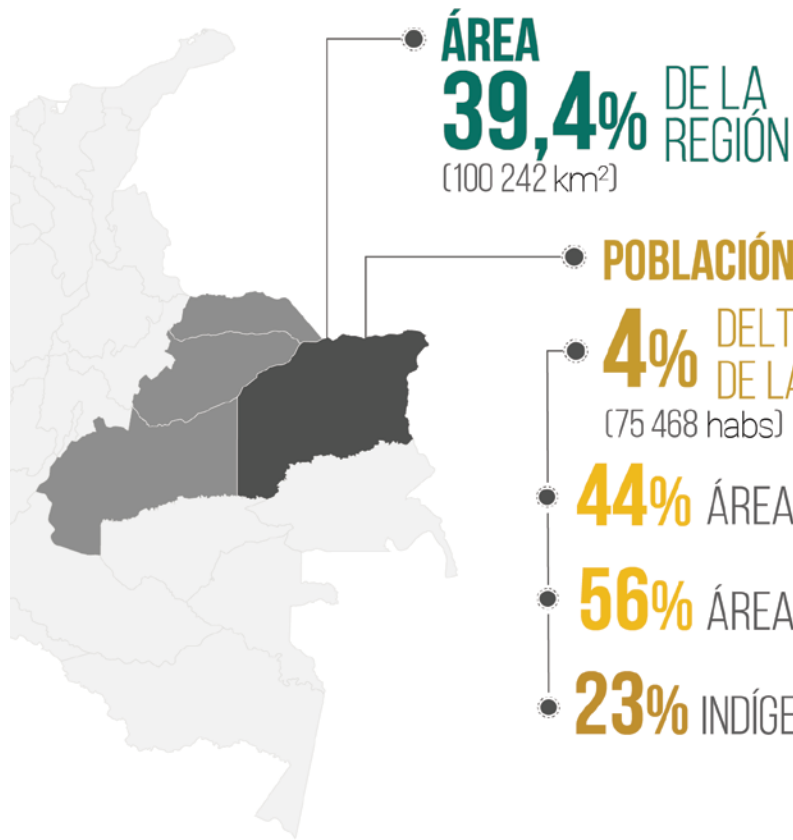 ÁREA
39,4% DE LA
REGIÓN
(100 242 km²)
POBLACIÓN
4%
DE
(75 468 habs)
44% ÁREA
56% ÁREA
23%